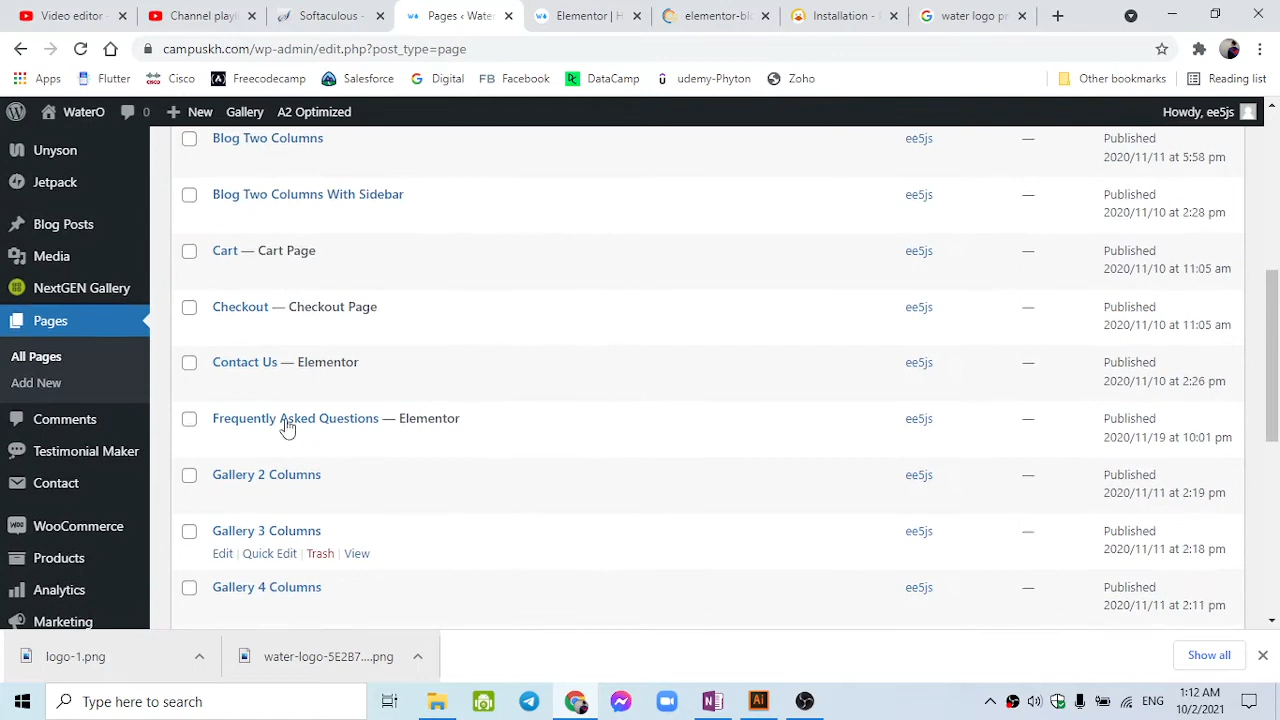 Video editor -
Channel playl
Softaculous -
Pages ‹ Water
Elementor | H
elementor-blo
Installation -
water logo pr
campuskh.com/wp-admin/edit.php?post_type=page
Apps
Flutter
Cisco
Freecodecamp
Salesforce
Digital
Facebook
DataCamp
udemy-Phyton
Zoho
Other bookmarks
Reading list
WaterO
0
New
Gallery
A2 Optimized
Howdy, ee5js
Unyson
Jetpack
Blog Posts
Media
NextGEN Gallery
Pages
All Pages
Add New
Comments
Testimonial Maker
Contact
WooCommerce
Products
Analytics
Marketing
Blog Two Columns ee5js — Published
2020/11/11 at 5:58 pm
Blog Two Columns With Sidebar ee5js — Published
2020/11/10 at 2:28 pm
Cart — Cart Page ee5js — Published
2020/11/10 at 11:05 am
Checkout — Checkout Page ee5js — Published
2020/11/10 at 11:05 am
Contact Us — Elementor ee5js — Published
2020/11/10 at 2:26 pm
Frequently Asked Questions — Elementor ee5js — Published
2020/11/19 at 10:01 pm
Gallery 2 Columns ee5js — Published
2020/11/11 at 2:19 pm
Gallery 3 Columns ee5js — Published
Edit | Quick Edit | Trash | View 2020/11/11 at 2:18 pm
Gallery 4 Columns ee5js — Published
2020/11/11 at 2:11 pm
logo-1.png
water-logo-5E2B7....png
Show all
Type here to search
ENG
1:12 AM
10/2/2021